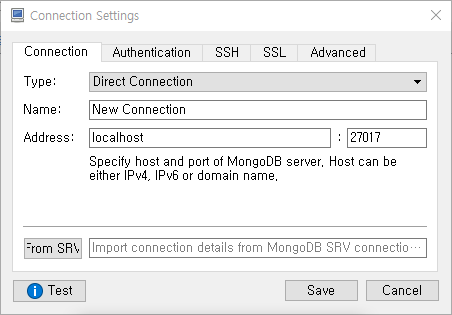 Connection Settings
Connection Authentication SSH SSL Advanced
Type: Direct Connection
Name: New Connection
Address: localhost : 27017
Specify host and port of MongoDB server. Host can be
either IPv4, IPv6 or domain name.
From SRV Import connection details from MongoDB SRV connectio...
Test Save Cancel